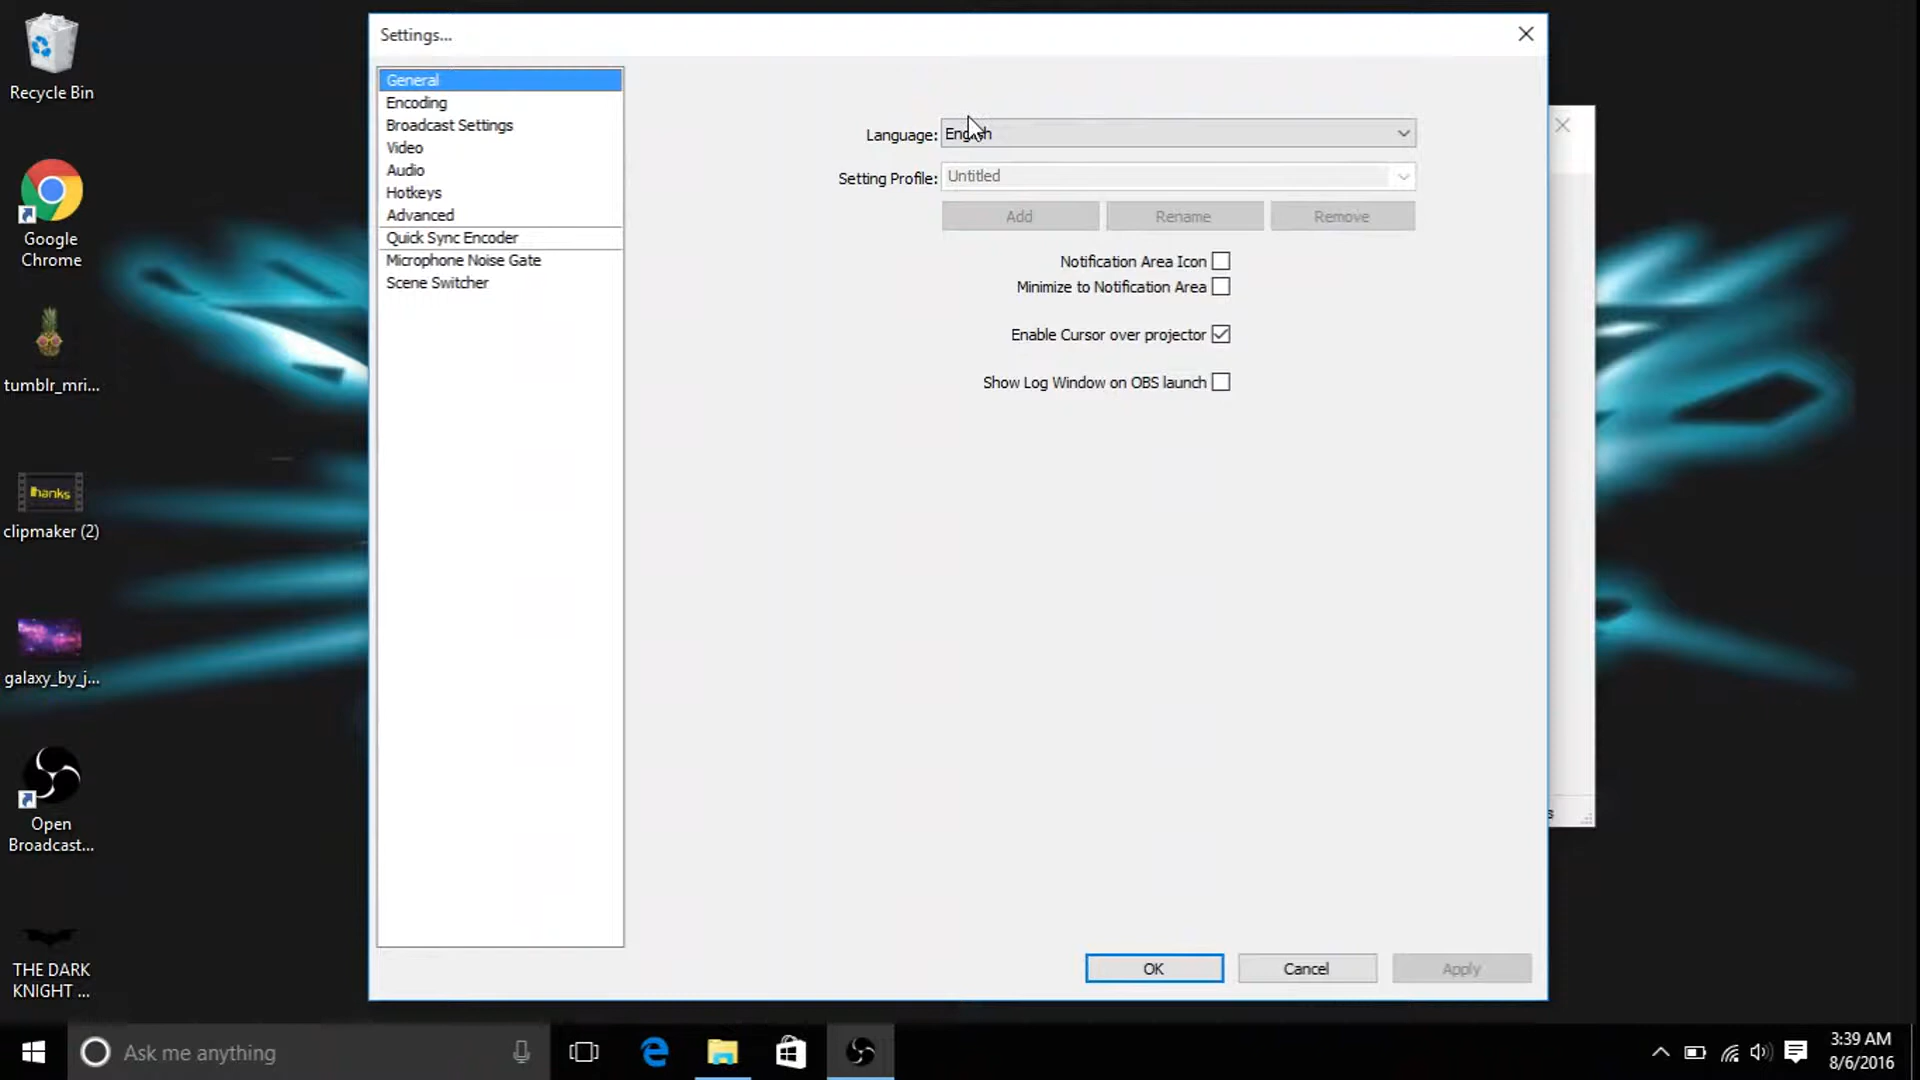 Settings...
General
Encoding
Broadcast Settings
Video
Audio
Hotkeys
Advanced
Quick Sync Encoder
Microphone Noise Gate
Scene Switcher
Language: English
Setting Profile: Untitled
Add Rename Remove
Notification Area Icon
Minimize to Notification Area
Enable Cursor over projector
Show Log Window on OBS launch
OK Cancel Apply
s
Recycle Bin
Google
Chrome
tumblr_mri...
hanks
clipmaker (2)
galaxy_by_j...
Open
Broadcast...
THE DARK
KNIGHT ...
Ask me anything
3:39 AM
8/6/2016